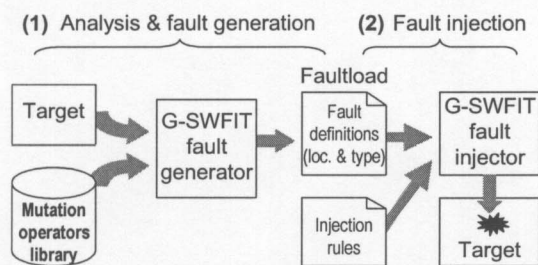 (1) Analysis & fault generation
(2) Fault injection
Target
Mutation
operators
library
G-SWFIT
fault
generator
Faultload
Fault
definitions
(loc. & type)
Injection
rules
G-SWFIT
fault
injector
Target